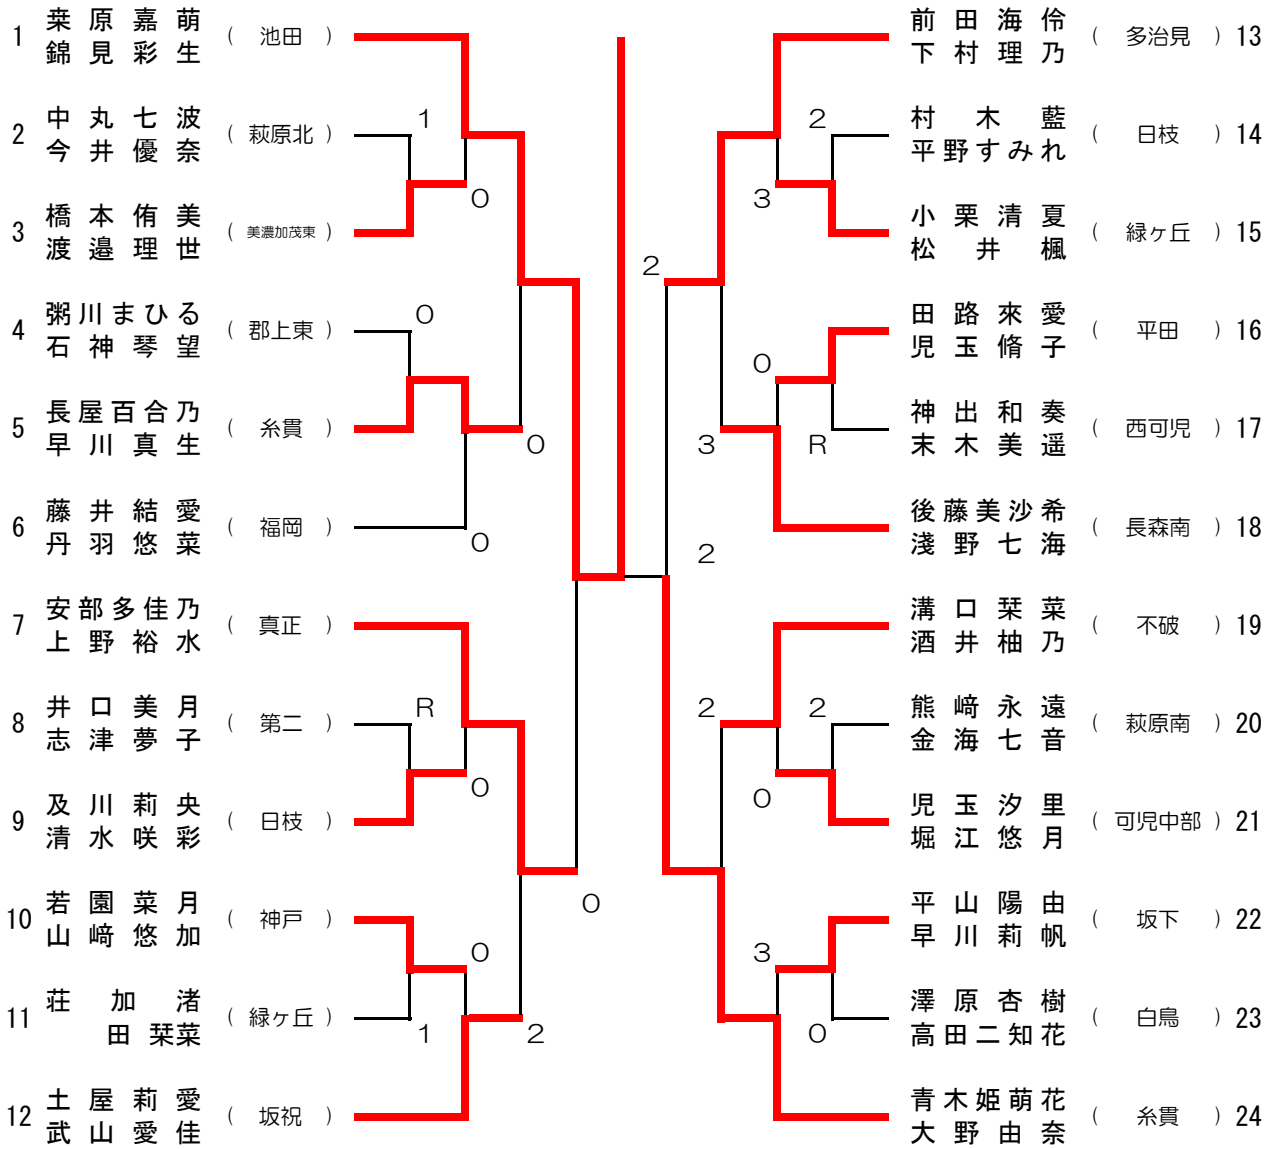 1 桒原嘉萌 錦見彩生 ( 池田 )
2 中丸七波 今井優奈 ( 萩原北 )
3 橋本侑美 渡邉理世 ( 美濃加茂東 )
4 粥川まひる 石神琴望 ( 郡上東 )
5 長屋百合乃 早川真生 ( 糸貫 )
6 藤井結愛 丹羽悠菜 ( 福岡 )
7 安部多佳乃 上野裕水 ( 真正 )
8 井口美月 志津夢子 ( 第二 )
9 及川莉央 清水咲彩 ( 日枝 )
10 若園菜月 山﨑悠加 ( 神戸 )
11 荘加渚 田栞菜 ( 緑ヶ丘 )
12 土屋莉愛 武山愛佳 ( 坂祝 )
1
0
0
0
0
R
0
0
1
2
0
2
2
2
3
0
3
R
2
2
0
3
0
前田海伶 下村理乃 ( 多治見 ) 13
村木藍 平野すみれ ( 日枝 ) 14
小栗清夏 松井楓 ( 緑ヶ丘 ) 15
田路來愛 児玉脩子 ( 平田 ) 16
神出和奏 末木美遥 ( 西可児 ) 17
後藤美沙希 淺野七海 ( 長森南 ) 18
溝口栞菜 酒井柚乃 ( 不破 ) 19
熊﨑永遠 金海七音 ( 萩原南 ) 20
児玉汐里 堀江悠月 ( 可児中部 ) 21
平山陽由 早川莉帆 ( 坂下 ) 22
澤原杏樹 高田二知花 ( 白鳥 ) 23
青木姫萌花 大野由奈 ( 糸貫 ) 24